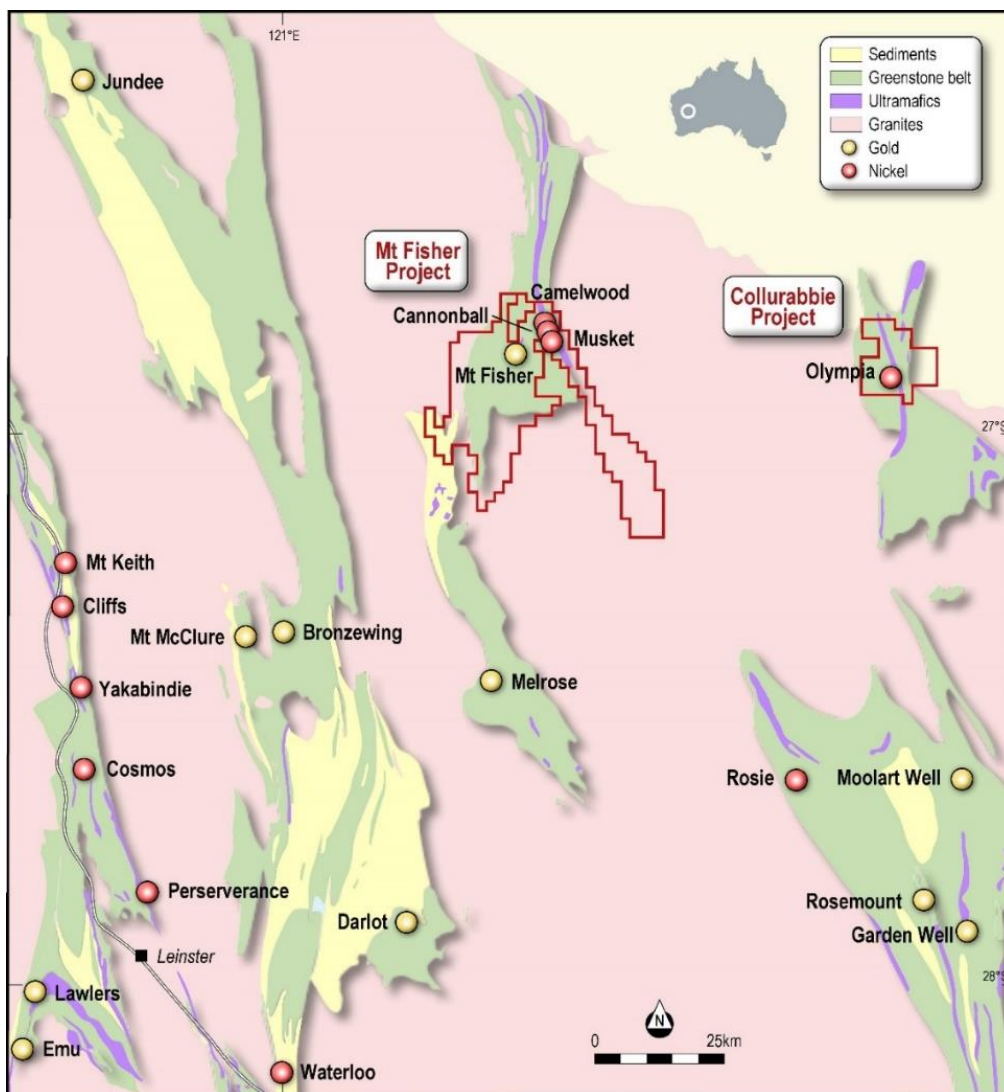 121°E
Jundee
Sediments
Greenstone belt
Ultramafics
Granites
Gold
Nickel
Mt Fisher
Project
Camelwood
Cannonball
Musket
Mt Fisher
Collurabbie
Project
Olympia
27°S
Mt Keith
Cliffs
Mt McClure
Bronzewing
Yakabindie
Melrose
Cosmos
Rosie
Moolart Well
Perserverance
Rosemount
Darlot
Garden Well
Leinster
28°S
Lawlers
N
0
25km
Emu
Waterloo